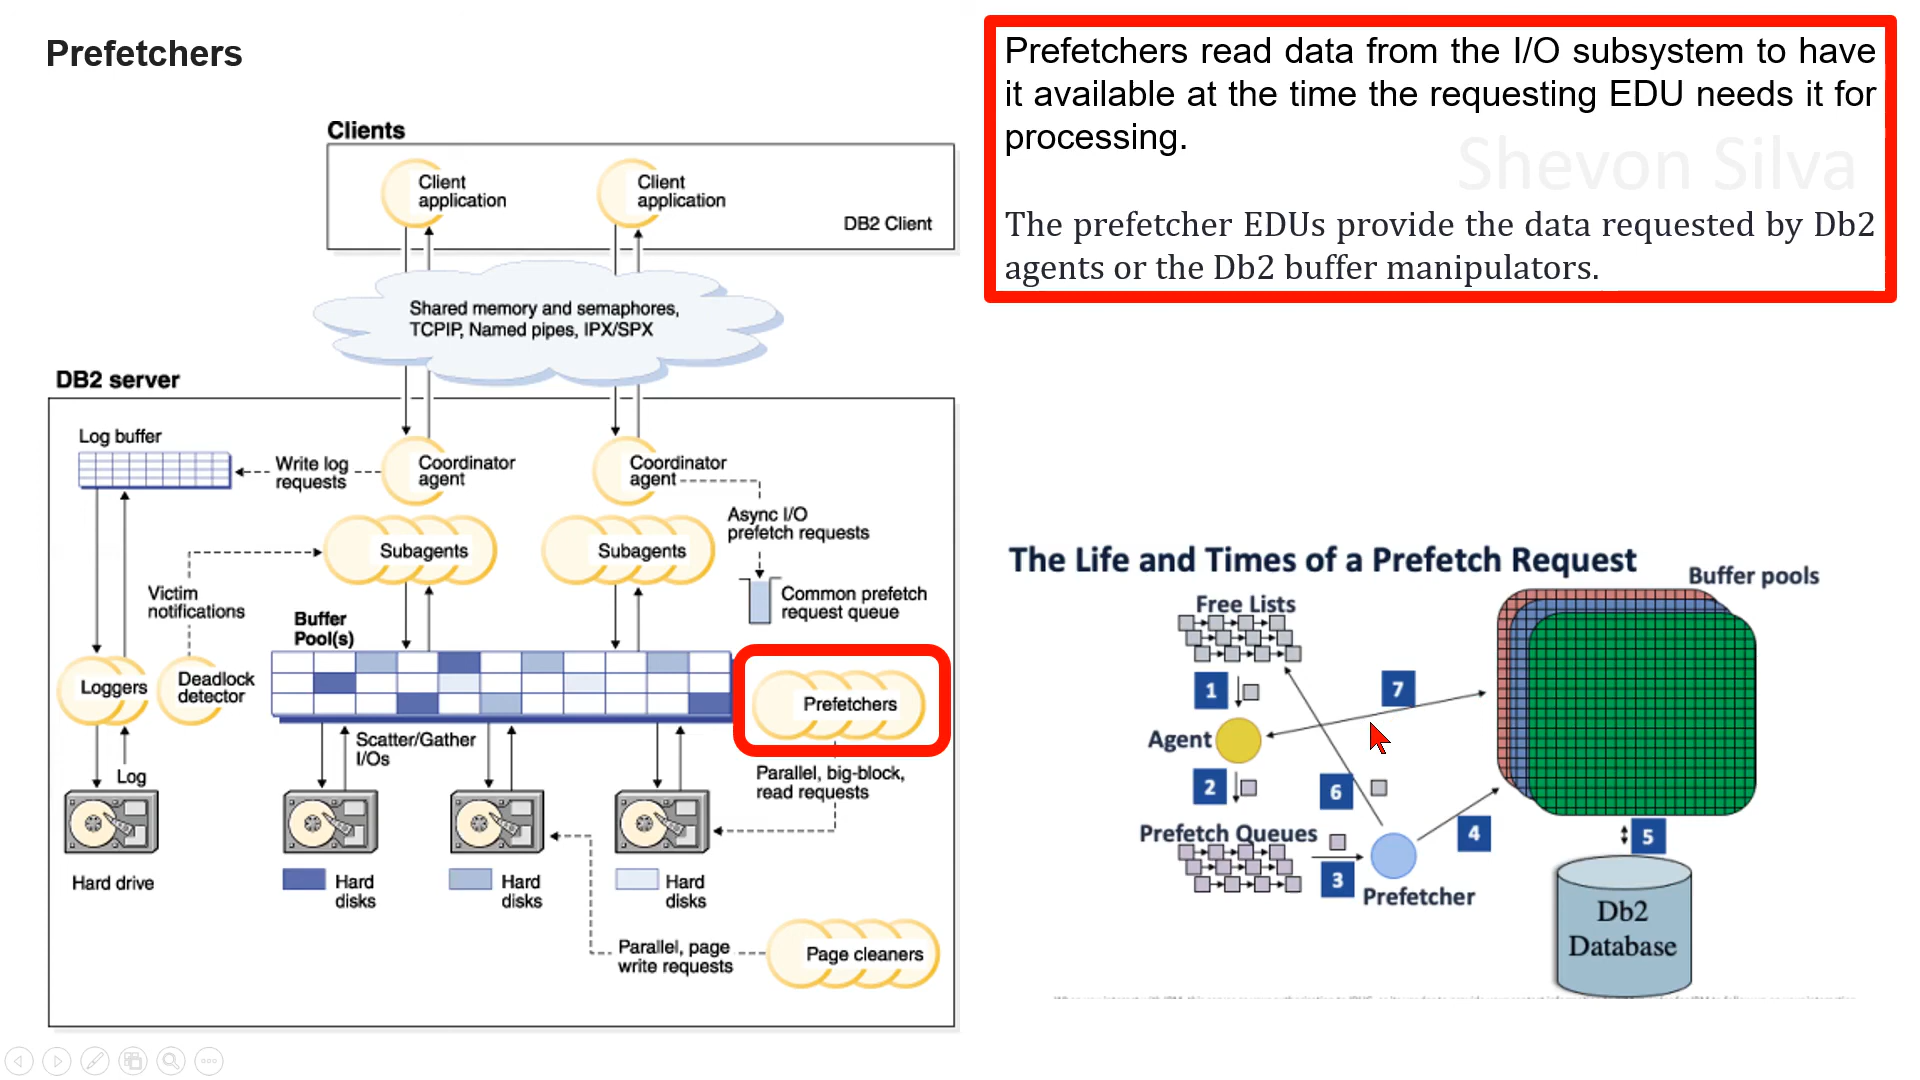 Prefetchers
Prefetchers read data from the I/O subsystem to have
it available at the time the requesting EDU needs it for
processing.
Shevon Silva
The prefetcher EDUs provide the data requested by Db2
agents or the Db2 buffer manipulators.
Clients
Client
application
Client
application
DB2 Client
Shared memory and semaphores,
TCPIP, Named pipes, IPX/SPX
DB2 server
Log buffer
Write log
requests
Coordinator
agent
Coordinator
agent
Async I/O
prefetch requests
Subagents
Subagents
Victim
notifications
Common prefetch
request queue
Buffer
Pool(s)
Loggers
Deadlock
detector
Prefetchers
Scatter/Gather
I/Os
Log
Parallel, big-block,
read requests
Hard drive
Hard
disks
Hard
disks
Hard
disks
Parallel, page
write requests
Page cleaners
The Life and Times of a Prefetch Request
Buffer pools
Free Lists
1
7
Agent
2
6
Prefetch Queues
4
5
3
Prefetcher
Db2
Database